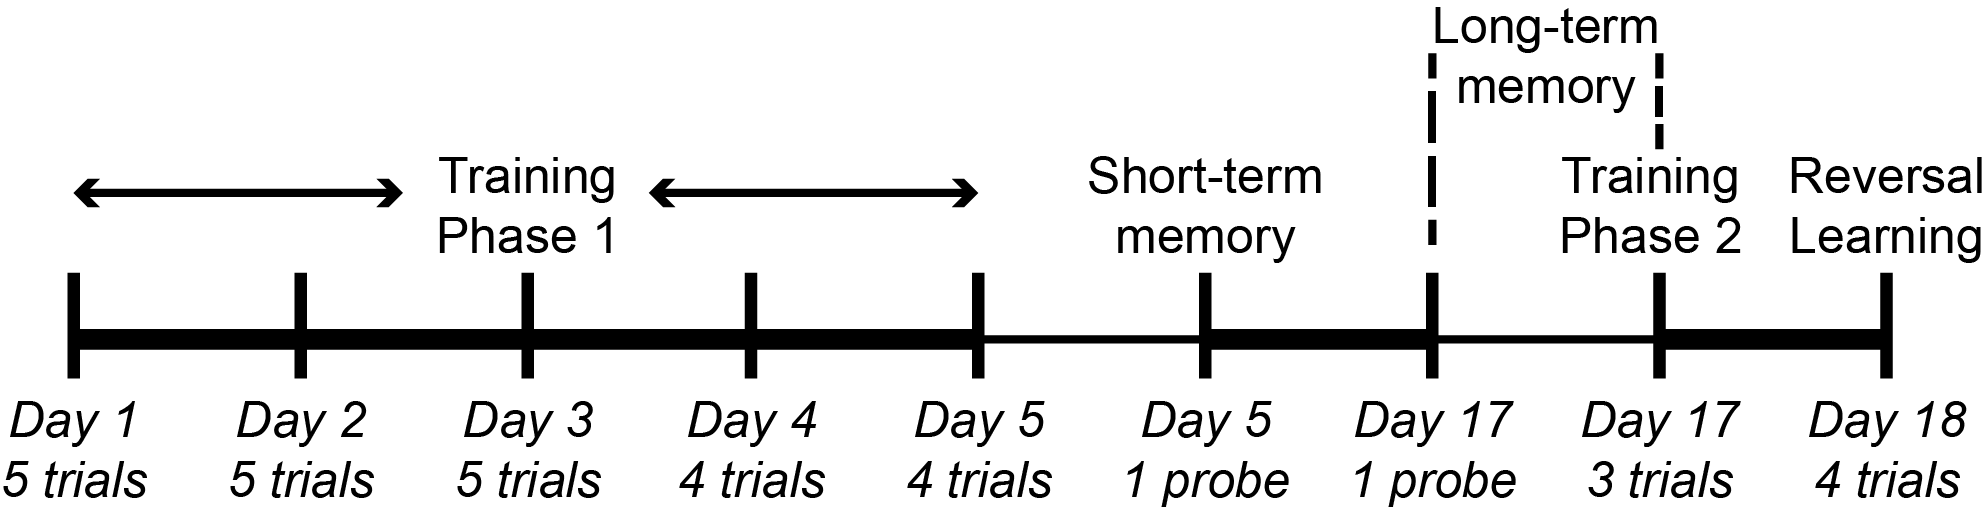 Long-term
memory
Training
Phase 1
Short-term
memory
Training
Phase 2
Reversal
Learning
Day 1
5 trials
Day 2
5 trials
Day 3
5 trials
Day 4
4 trials
Day 5
4 trials
Day 5
1 probe
Day 17
1 probe
Day 17
3 trials
Day 18
4 trials